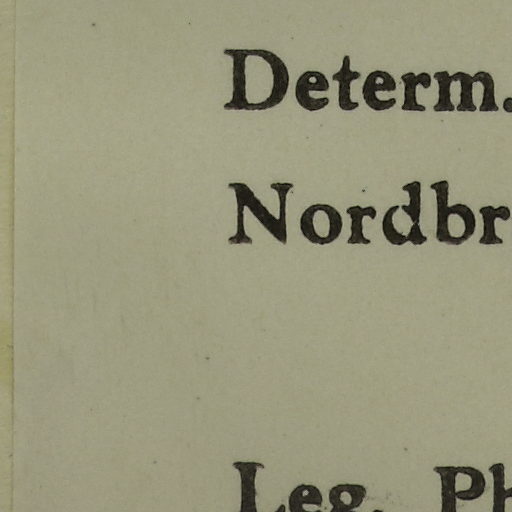 Determ.
Nordbr
Leg. Ph